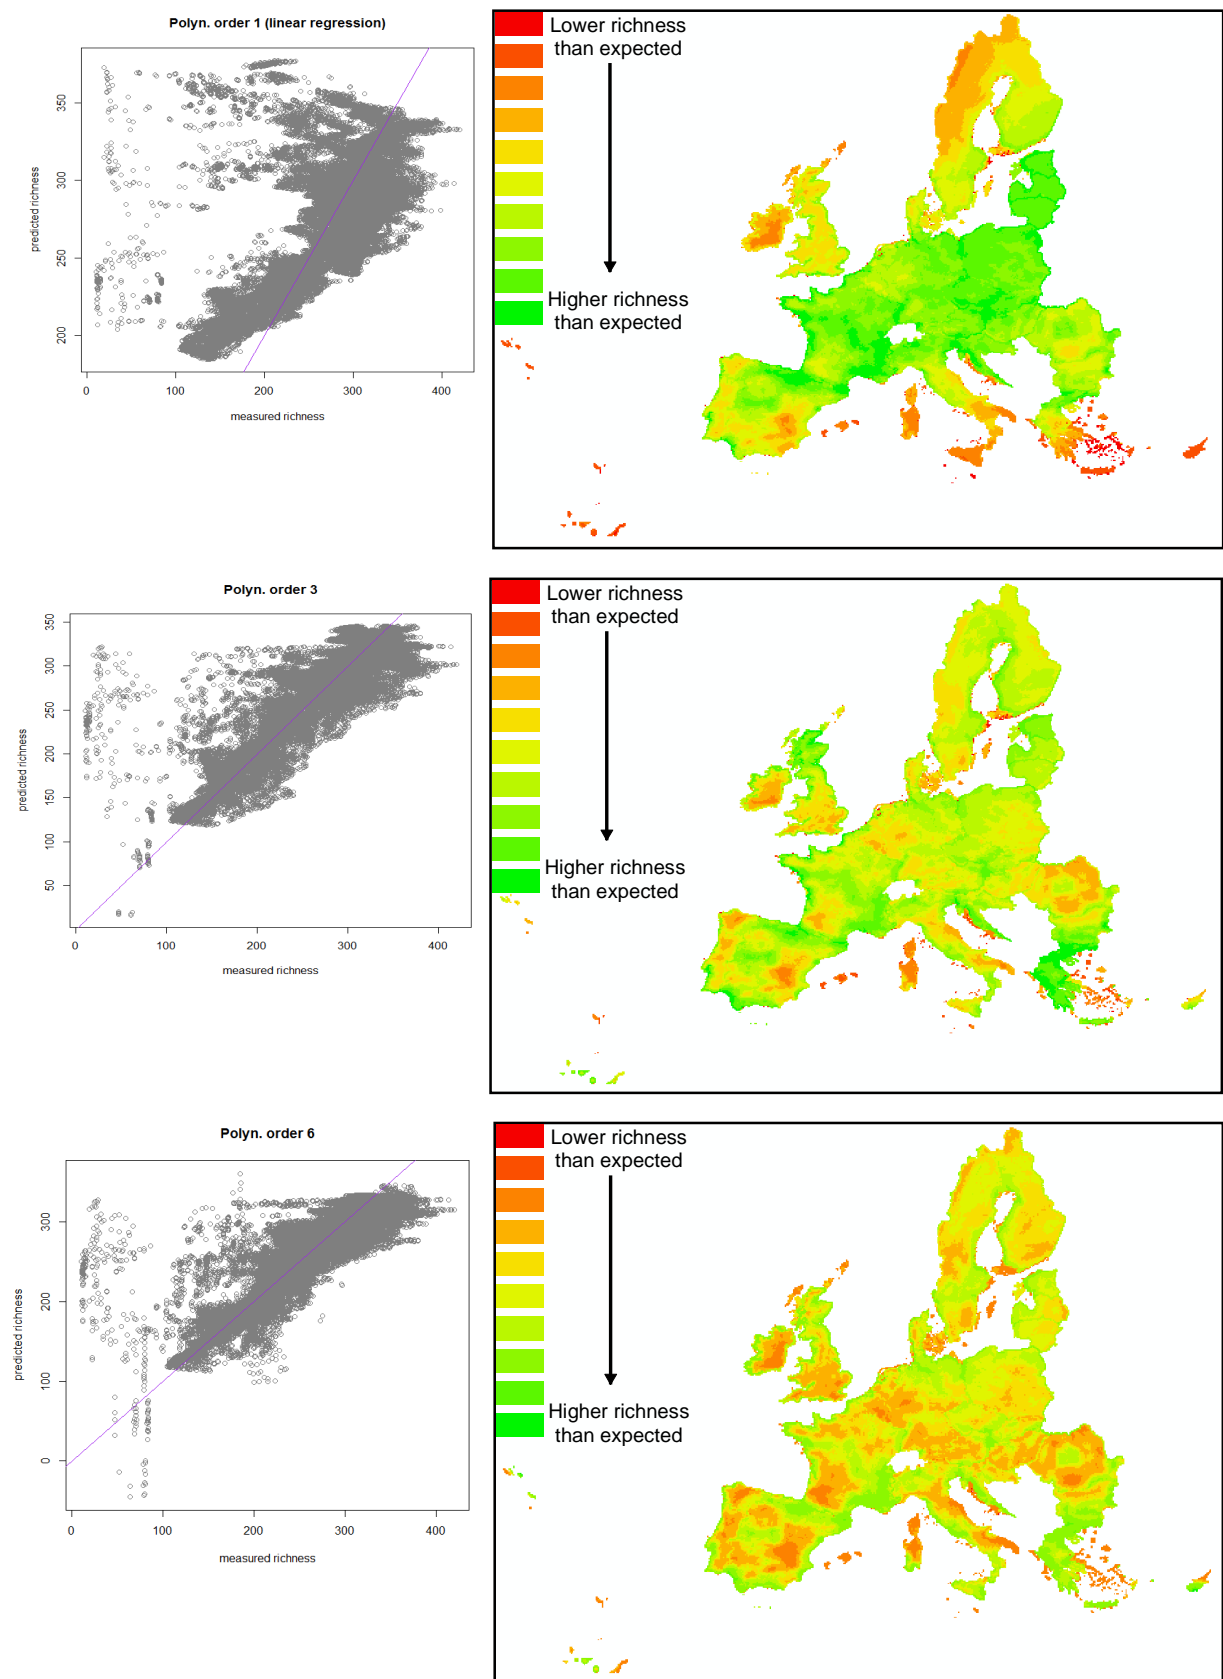 Polyn. order 1 (linear regression)
350
300
250
200
predicted richness
0 100 200 300 400
measured richness
Lower richness
than expected
Higher richness
than expected
Polyn. order 3
350
300
250
200
150
100
50
predicted richness
0 100 200 300 400
measured richness
Lower richness
than expected
Higher richness
than expected
Polyn. order 6
300
200
100
0
predicted richness
0 100 200 300 400
measured richness
Lower richness
than expected
Higher richness
than expected